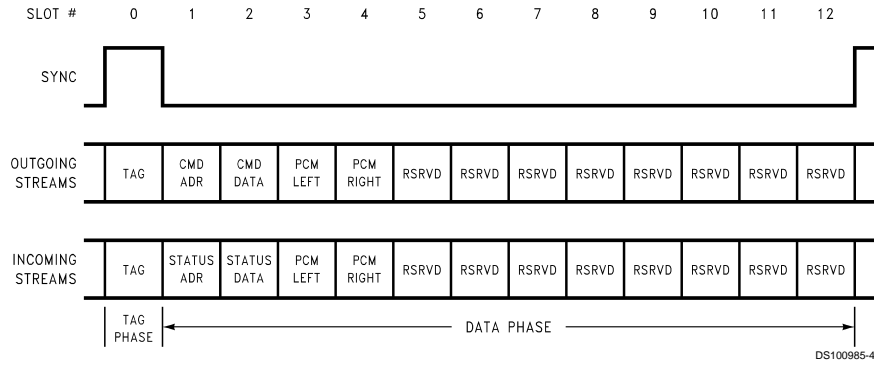 SLOT # 0 1 2 3 4 5 6 7 8 9 10 11 12
SYNC
OUTGOING STREAMS
TAG
CMD ADR
CMD DATA
PCM LEFT
PCM RIGHT
RSRVD
RSRVD
RSRVD
RSRVD
RSRVD
RSRVD
RSRVD
RSRVD
INCOMING STREAMS
TAG
STATUS ADR
STATUS DATA
PCM LEFT
PCM RIGHT
RSRVD
RSRVD
RSRVD
RSRVD
RSRVD
RSRVD
RSRVD
RSRVD
TAG PHASE
DATA PHASE
DS100985-4